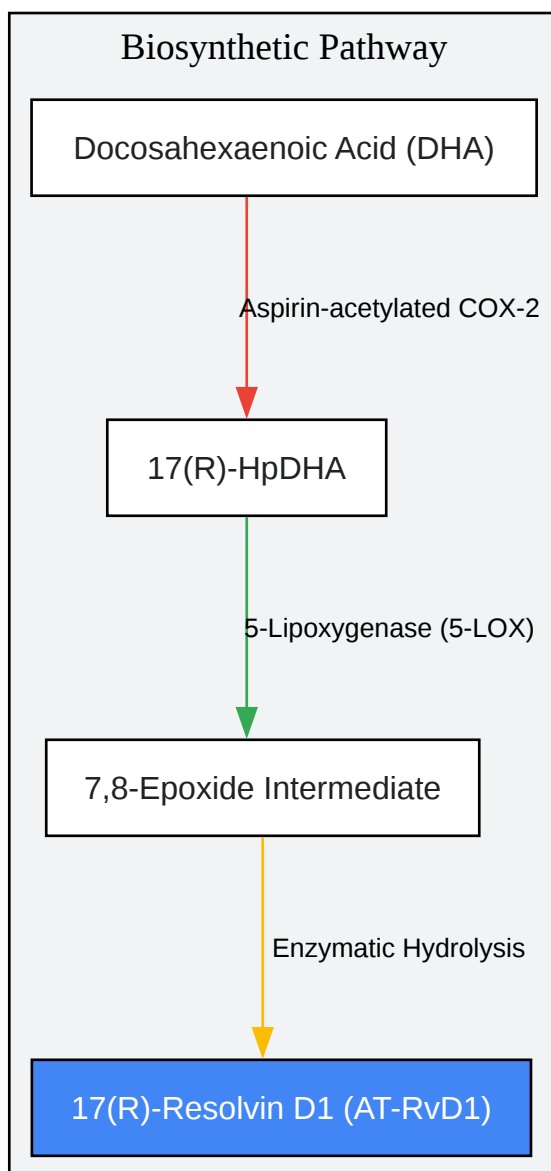 Biosynthetic Pathway
Docosahexaenoic Acid (DHA)
Aspirin-acetylated COX-2
17(R)-HpDHA
5-Lipoxygenase (5-LOX)
7,8-Epoxide Intermediate
Enzymatic Hydrolysis
17(R)-Resolvin D1 (AT-RvD1)